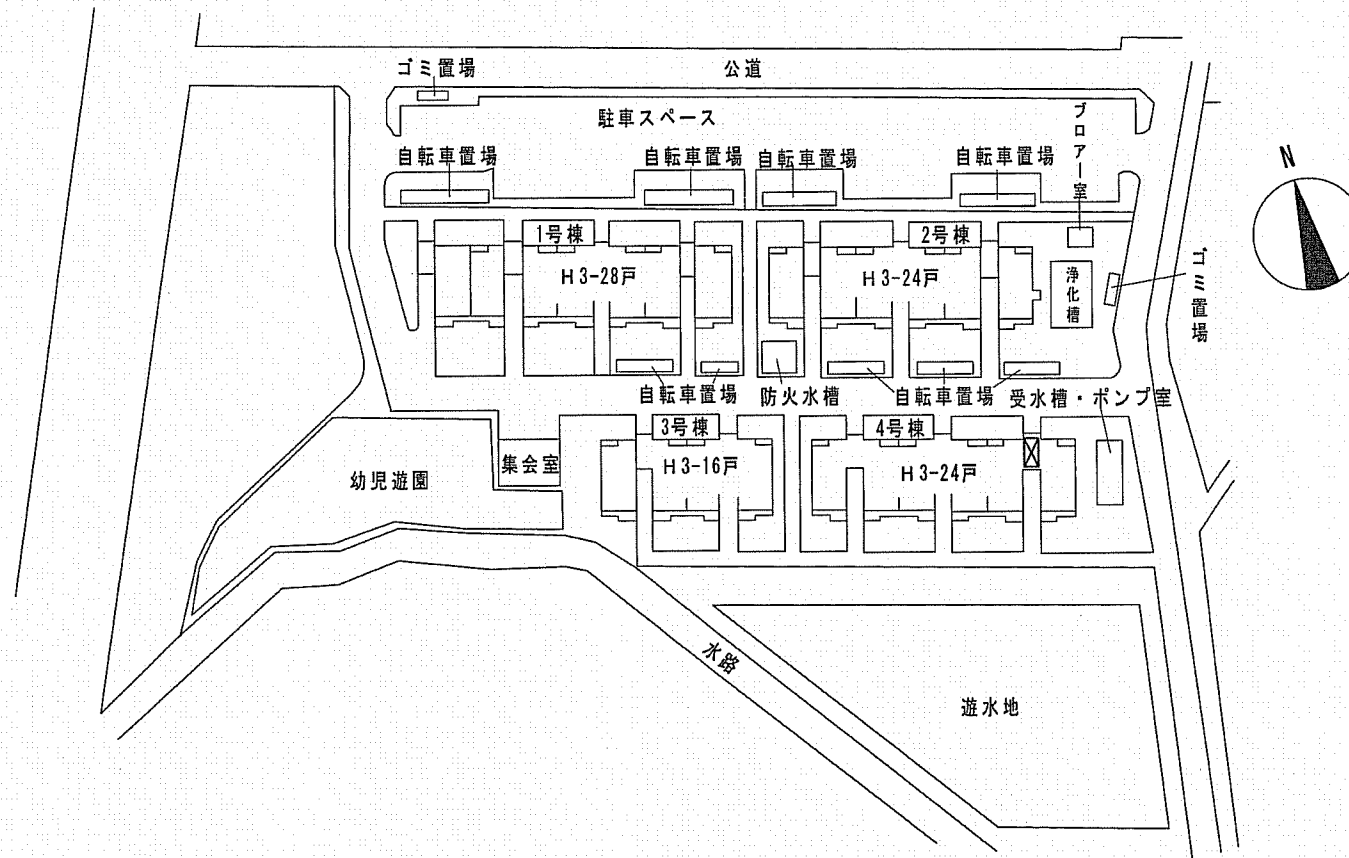 公道
ゴミ置場
駐車スペース
ブロアー室
自転車置場
自転車置場
自転車置場
自転車置場
N
1号棟
2号棟
H3-28戸
H3-24戸
浄化槽
ゴミ置場
自転車置場
防火水槽
自転車置場
受水槽・ポンプ室
3号棟
4号棟
集会室
H3-16戸
H3-24戸
幼児遊園
水路
遊水地